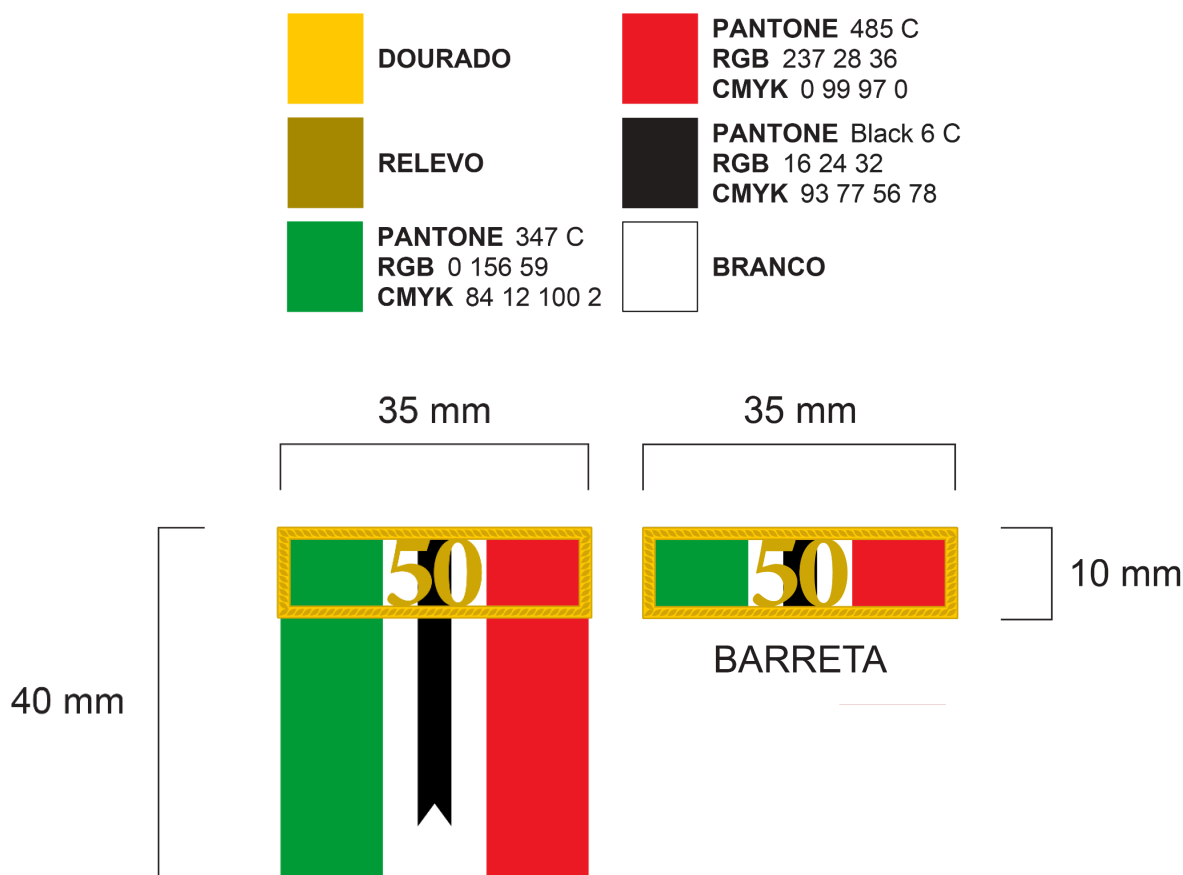 DOURADO
RELEVO
PANTONE 347 C
RGB 0 156 59
CMYK 84 12 100 2
PANTONE 485 C
RGB 237 28 36
CMYK 0 99 97 0
PANTONE Black 6 C
RGB 16 24 32
CMYK 93 77 56 78
BRANCO
35 mm
35 mm
50
50
10 mm
BARRETA
40 mm